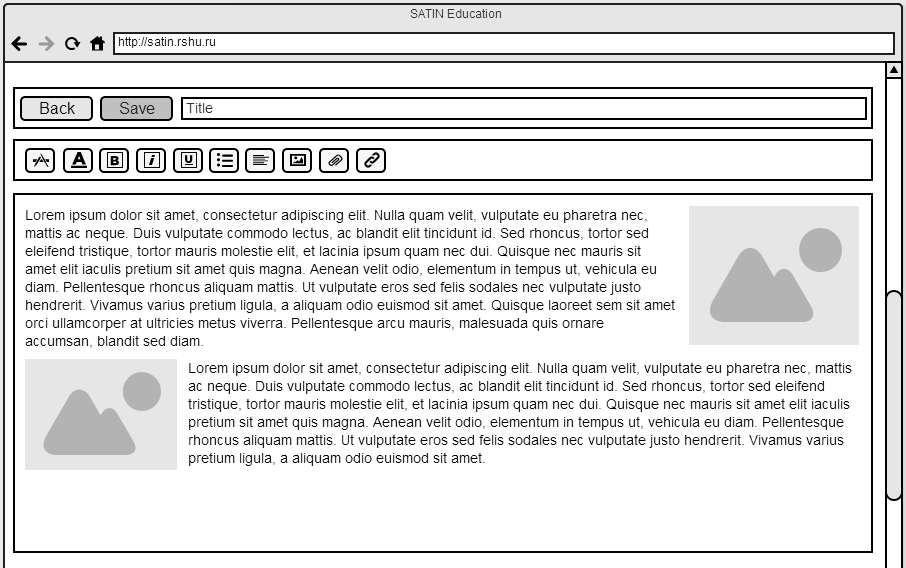 SATIN Education
http://satin.rshu.ru
Back Save Title
A B i U
Lorem ipsum dolor sit amet, consectetur adipiscing elit. Nulla quam velit, vulputate eu pharetra nec,
mattis ac neque. Duis vulputate commodo lectus, ac blandit elit tincidunt id. Sed rhoncus, tortor sed
eleifend tristique, tortor mauris molestie elit, et lacinia ipsum quam nec dui. Quisque nec mauris sit
amet elit iaculis pretium sit amet quis magna. Aenean velit odio, elementum in tempus ut, vehicula eu
diam. Pellentesque rhoncus aliquam mattis. Ut vulputate eros sed felis sodales nec vulputate justo
hendrerit. Vivamus varius pretium ligula, a aliquam odio euismod sit amet. Quisque laoreet sem sit amet
orci ullamcorper at ultricies metus viverra. Pellentesque arcu mauris, malesuada quis ornare
accumsan, blandit sed diam.
Lorem ipsum dolor sit amet, consectetur adipiscing elit. Nulla quam velit, vulputate eu pharetra nec, mattis
ac neque. Duis vulputate commodo lectus, ac blandit elit tincidunt id. Sed rhoncus, tortor sed eleifend
tristique, tortor mauris molestie elit, et lacinia ipsum quam nec dui. Quisque nec mauris sit amet elit iaculis
pretium sit amet quis magna. Aenean velit odio, elementum in tempus ut, vehicula eu diam. Pellentesque
rhoncus aliquam mattis. Ut vulputate eros sed felis sodales nec vulputate justo hendrerit. Vivamus varius
pretium ligula, a aliquam odio euismod sit amet.